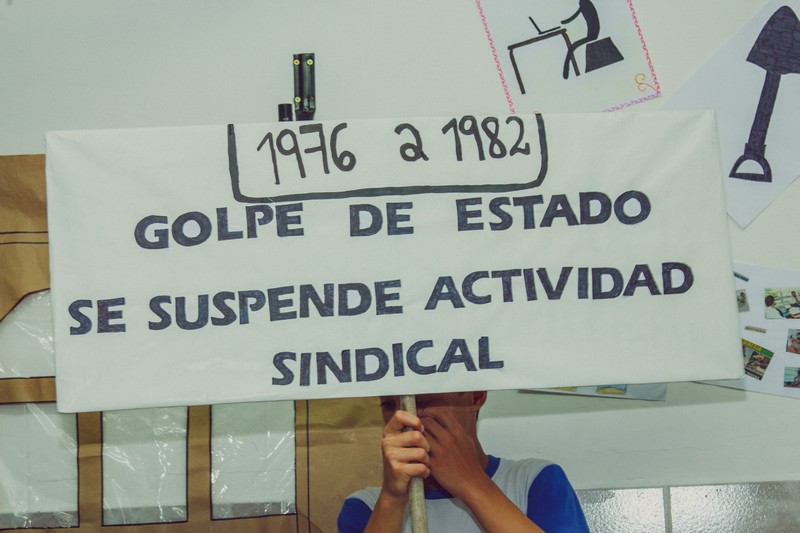 1976 a 1982
GOLPE DE ESTADO
SE SUSPENDE ACTIVIDAD
SINDICAL